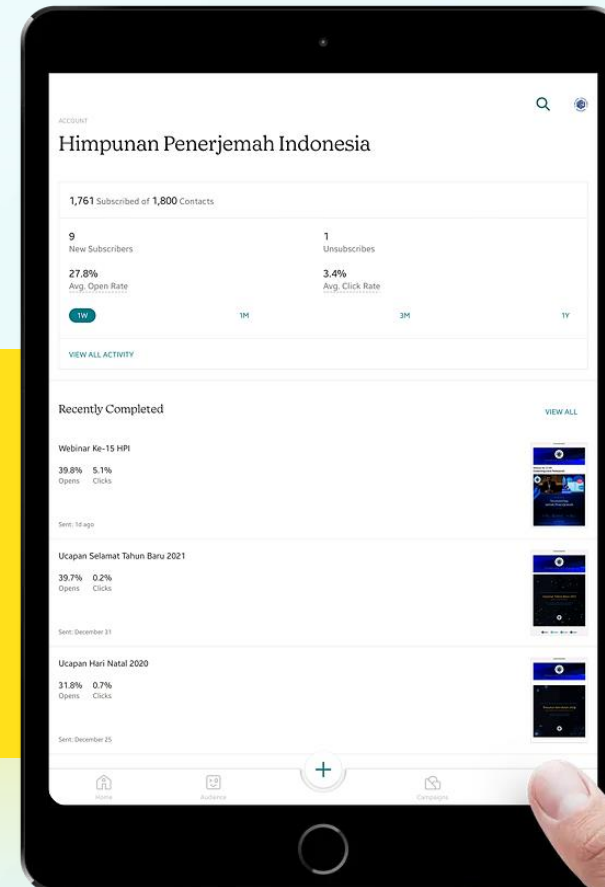 ACCOUNT
Himpunan Penerjemah Indonesia
1,761 Subscribed of 1,800 Contacts
9
New Subscribers
1
Unsubscribes
27.8%
Avg. Open Rate
3.4%
Avg. Click Rate
1W 1M 3M 1Y
VIEW ALL ACTIVITY
Recently Completed
VIEW ALL
Webinar Ke-15 HPI
39.8% 5.1%
Opens Clicks
Sent: 1d ago
Ucapan Selamat Tahun Baru 2021
39.7% 0.2%
Opens Clicks
Sent: December 31
Ucapan Hari Natal 2020
31.8% 0.7%
Opens Clicks
Sent: December 25
Home Audience Campaigns